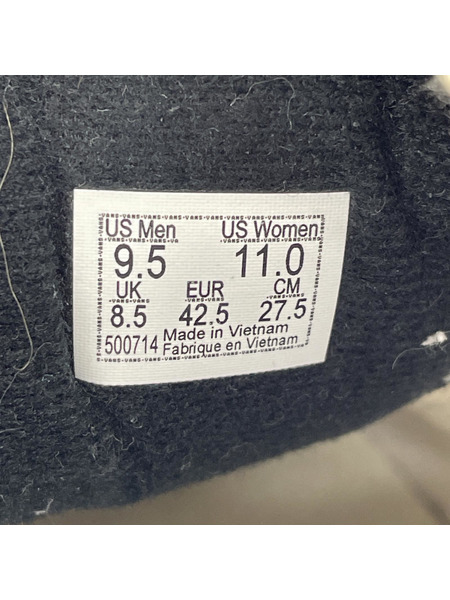 US Men US Women
9.5 11.0
UK EUR CM
8.5 42.5 27.5
500714 Made in Vietnam
Fabrique en Vietnam